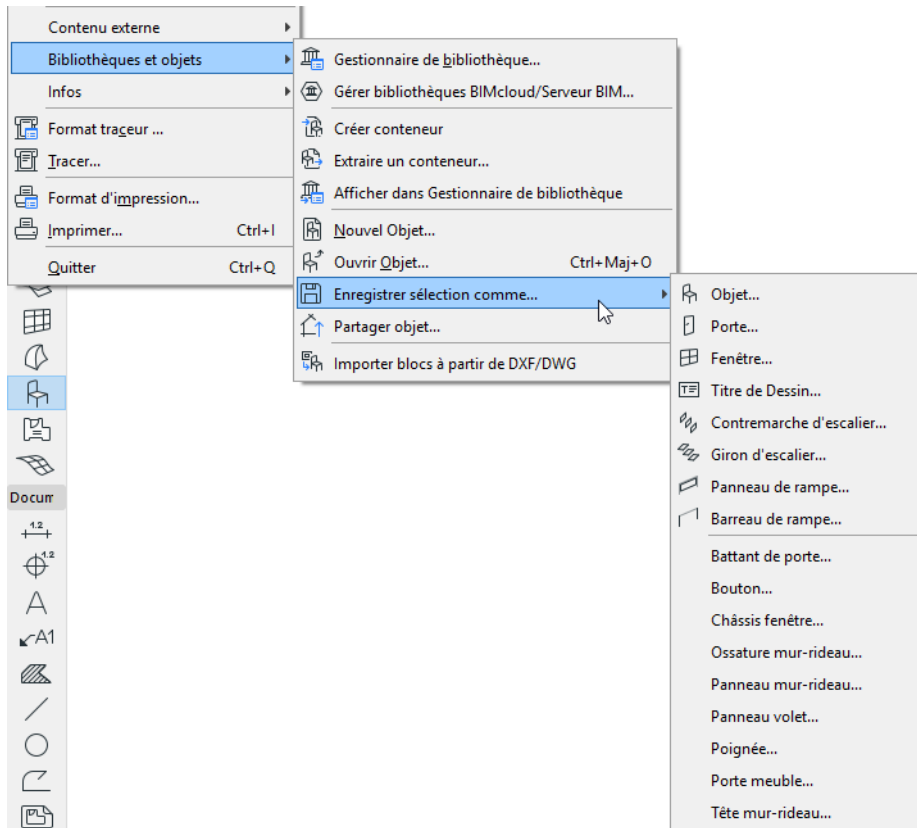 Contenu externe
Bibliothèques et objets
Infos
Format traceur ...
Tracer...
Format d'impression...
Imprimer... Ctrl+I
Quitter Ctrl+Q
Gestionnaire de bibliothèque...
Gérer bibliothèques BIMcloud/Serveur BIM...
Créer conteneur
Extraire un conteneur...
Afficher dans Gestionnaire de bibliothèque
Nouvel Objet...
Ouvrir Objet... Ctrl+Maj+O
Enregistrer sélection comme...
Partager objet...
Importer blocs à partir de DXF/DWG
Objet...
Porte...
Fenêtre...
Titre de Dessin...
Contremarche d'escalier...
Giron d'escalier...
Panneau de rampe...
Barreau de rampe...
Battant de porte...
Bouton...
Châssis fenêtre...
Ossature mur-rideau...
Panneau mur-rideau...
Panneau volet...
Poignée...
Porte meuble...
Tête mur-rideau...
Docum
1.2
1.2
A
A1